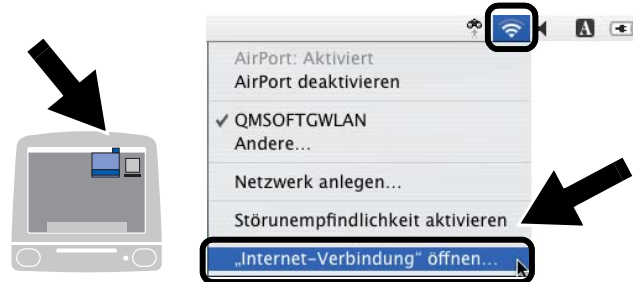 A
AirPort: Aktiviert
AirPort deaktivieren
✓ QMSOFTGWLAN
Andere...
Netzwerk anlegen...
Störunempfindlichkeit aktivieren
„Internet-Verbindung“ öffnen...